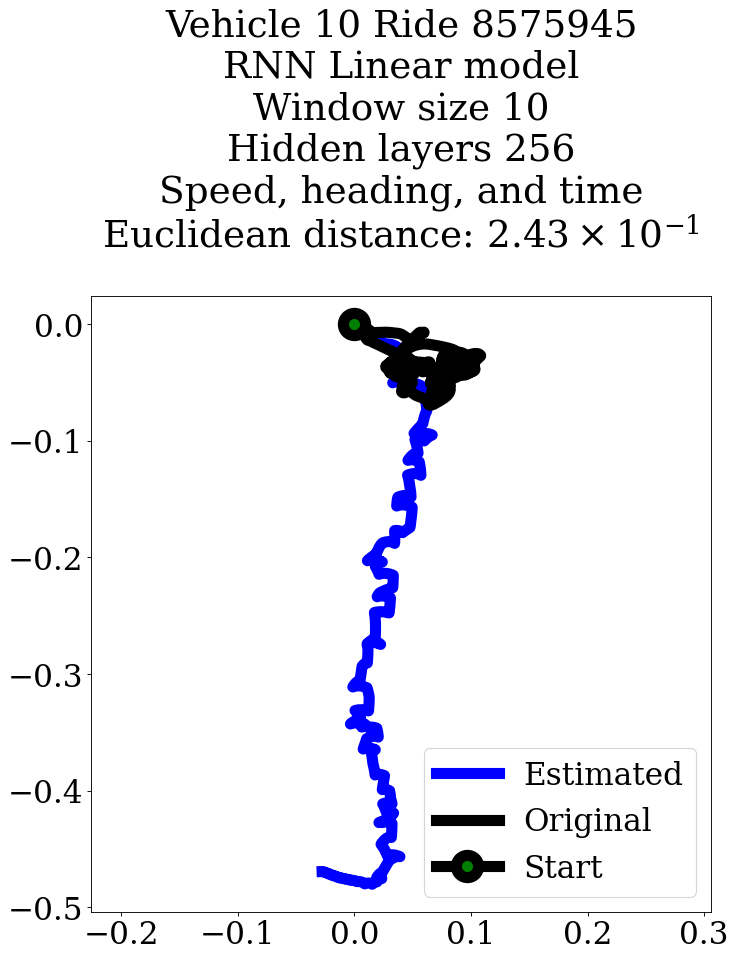 Vehicle 10 Ride 8575945
RNN Linear model
Window size 10
Hidden layers 256
Speed, heading, and time
Euclidean distance: 2.43 × 10⁻¹
0.0
−0.1
−0.2
−0.3
−0.4
−0.5
−0.2 −0.1 0.0 0.1 0.2 0.3
Estimated
Original
Start